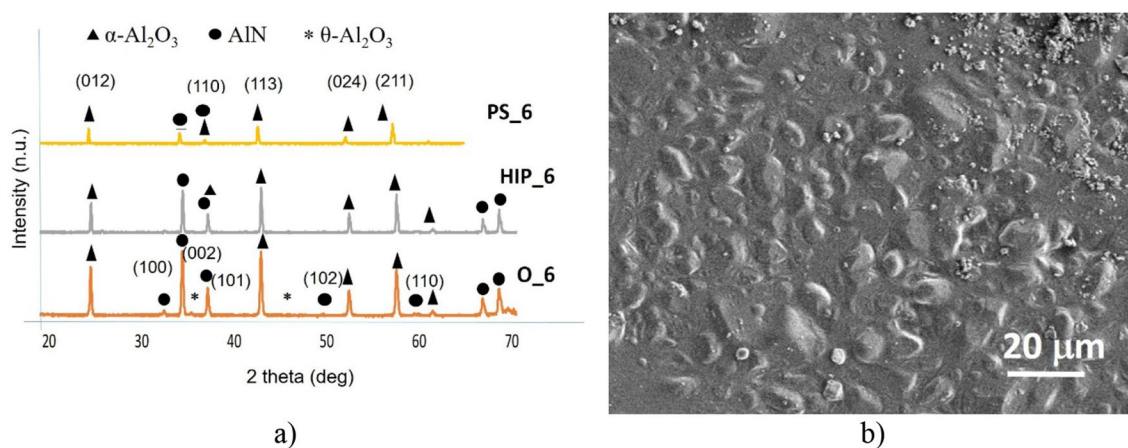 ▲ α-Al₂O₃ ● AlN * θ-Al₂O₃
(012) (110) (113) (024) (211)
PS_6
HIP_6
(100) (002) (101) (102) (110) O_6
Intensity (n.u.)
20 30 40 50 60 70
2 theta (deg)
20 μm
a) b)